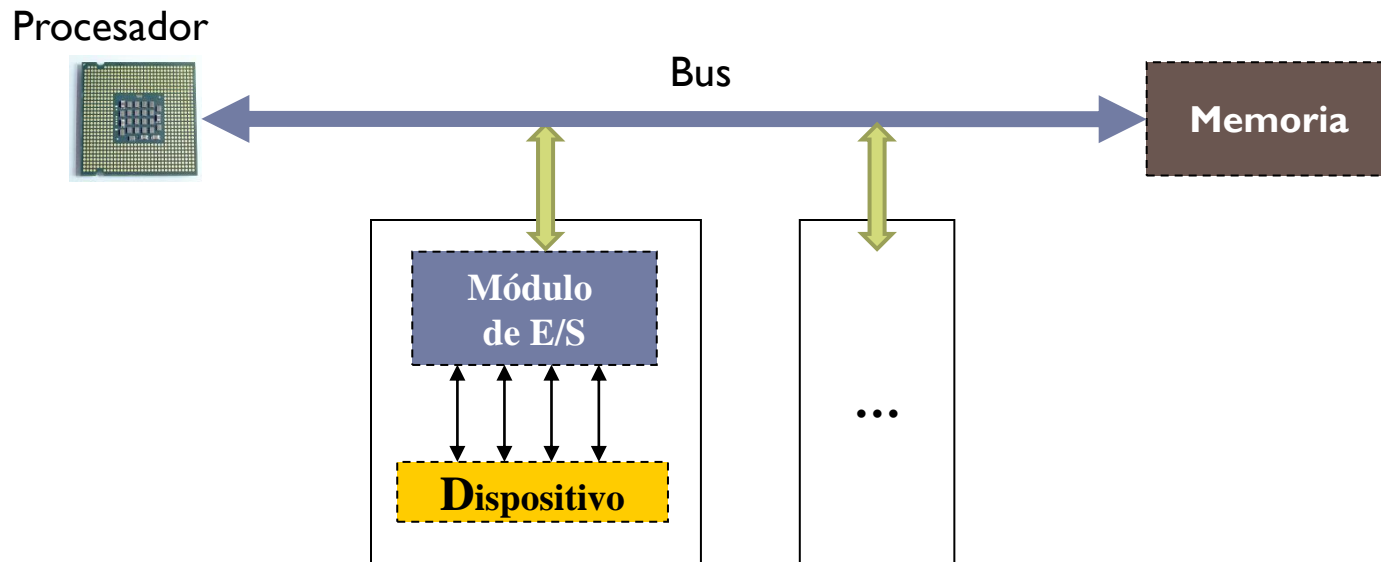 Procesador
Bus
Memoria
Módulo
de E/S
...
Dispositivo